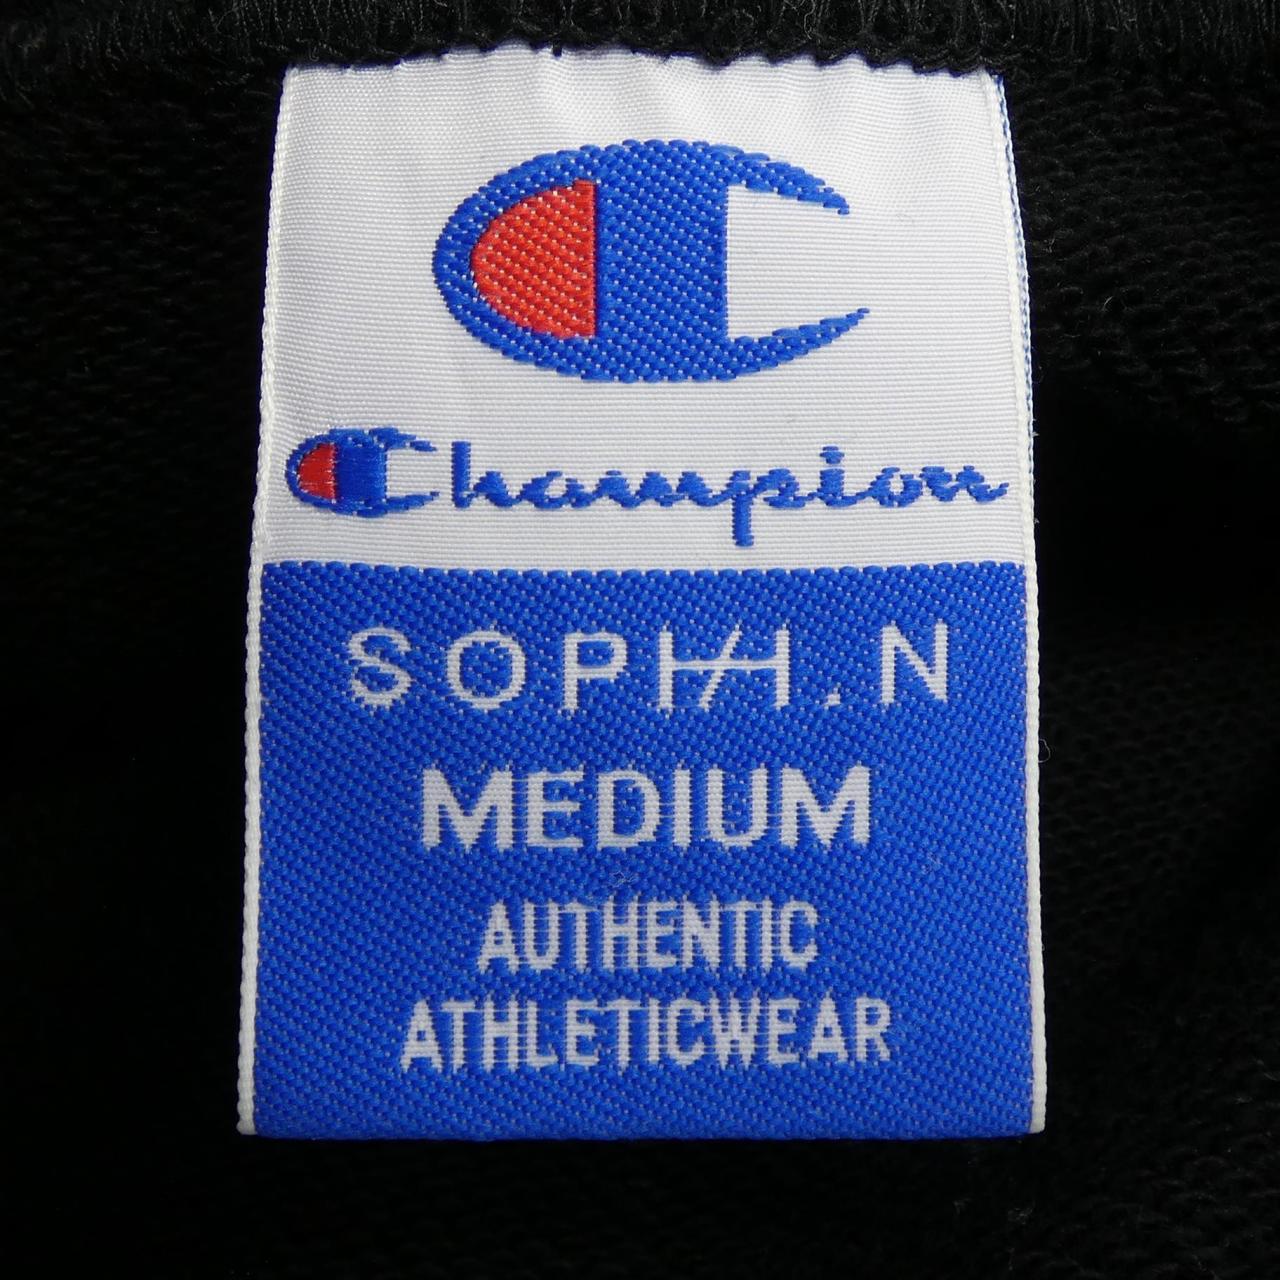 Champion
SOPH.N
MEDIUM
AUTHENTIC
ATHLETICWEAR